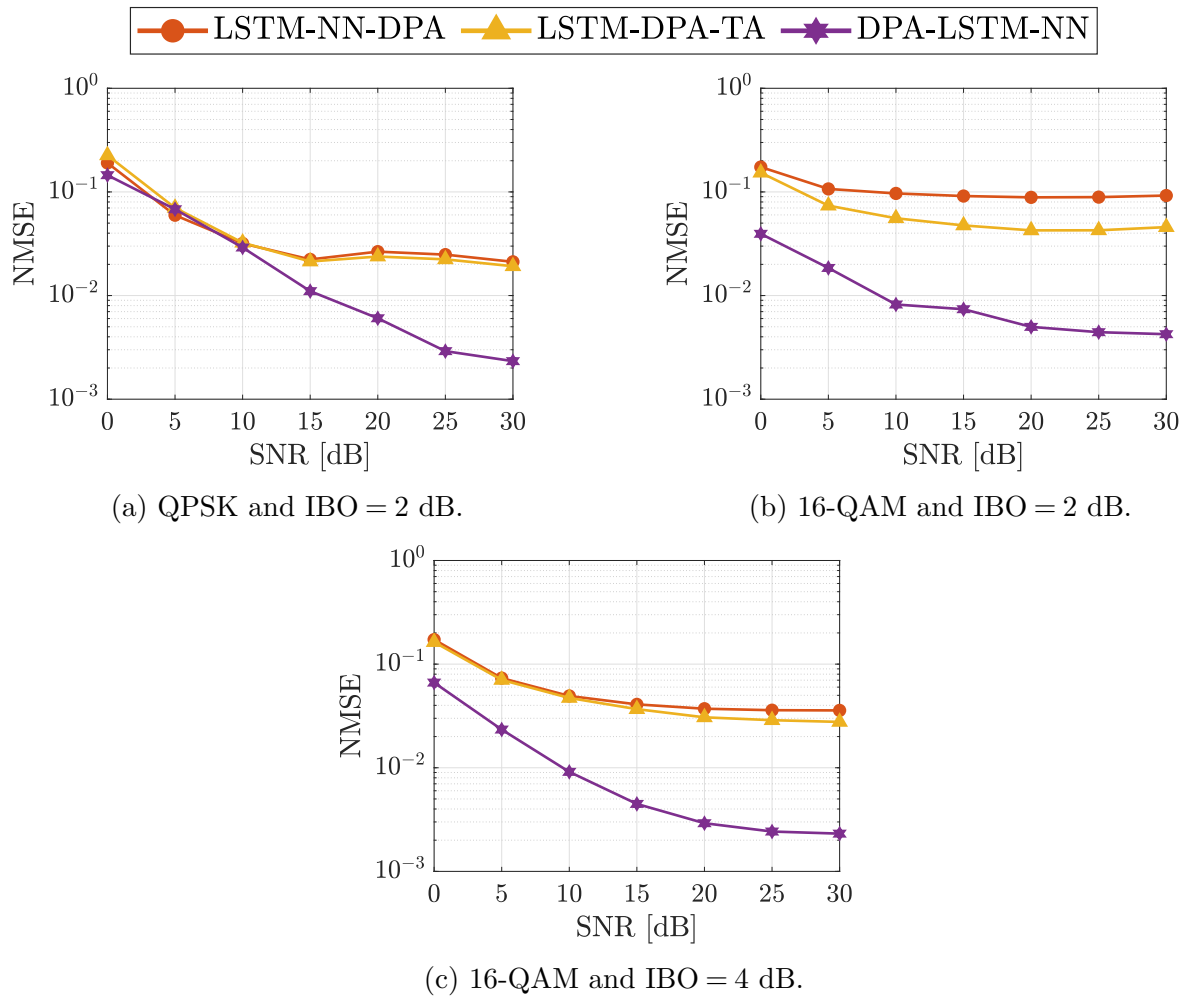 LSTM-NN-DPA LSTM-DPA-TA DPA-LSTM-NN
10^0
10^-1
10^-2
10^-3
NMSE
0 5 10 15 20 25 30
SNR [dB]
(a) QPSK and IBO = 2 dB.
10^0
10^-1
10^-2
10^-3
NMSE
0 5 10 15 20 25 30
SNR [dB]
(b) 16-QAM and IBO = 2 dB.
10^0
10^-1
10^-2
10^-3
NMSE
0 5 10 15 20 25 30
SNR [dB]
(c) 16-QAM and IBO = 4 dB.